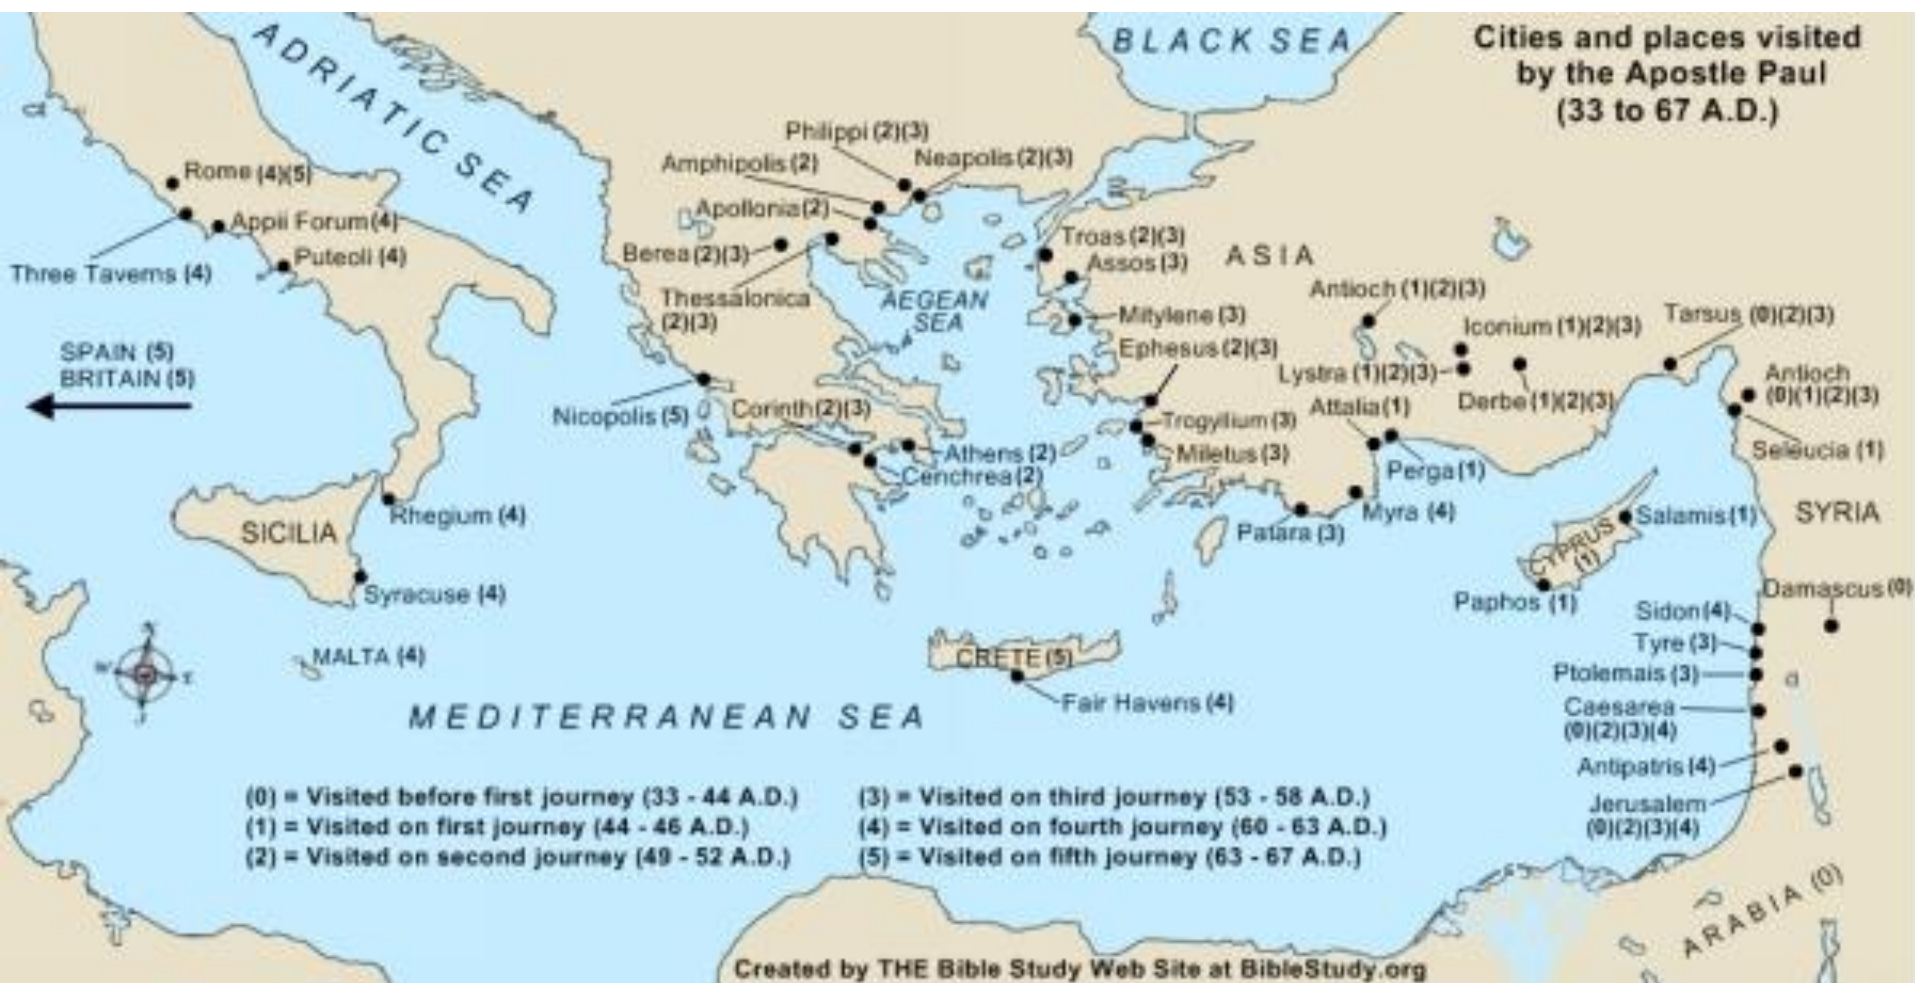 ADRIATIC SEA
BLACK SEA
Cities and places visited
by the Apostle Paul
(33 to 67 A.D.)
Philippi (2)(3)
Neapolis (2)(3)
Amphipolis (2)
Rome (4)(5)
Apollonia (2)
Appii Forum (4)
Troas (2)(3)
Berea (2)(3)
ASIA
Puteoli (4)
Assos (3)
Three Taverns (4)
Antioch (1)(2)(3)
Thessalonica
(2)(3)
AEGEAN
SEA
Mitylene (3)
Tarsus (0)(2)(3)
Iconium (1)(2)(3)
SPAIN (5)
BRITAIN (5)
Ephesus (2)(3)
Lystra (1)(2)(3)
Antioch
(0)(1)(2)(3)
Derbe (1)(2)(3)
Nicopolis (5)
Corinth (2)(3)
Attalia (1)
Trogyllium (3)
Athens (2)
Miletus (3)
Seleucia (1)
Cenchrea (2)
Perga (1)
Rhegium (4)
Myra (4)
Salamis (1)
SYRIA
SICILIA
Patara (3)
CYPRUS
(1)
Syracuse (4)
Paphos (1)
Damascus (0)
Sidon (4)
Tyre (3)
MALTA (4)
CRETE (5)
Ptolemais (3)
Fair Havens (4)
Caesarea
(0)(2)(3)(4)
MEDITERRANEAN SEA
N
W
E
S
Antipatris (4)
Jerusalem
(0)(2)(3)(4)
(0) = Visited before first journey (33 - 44 A.D.)
(1) = Visited on first journey (44 - 46 A.D.)
(2) = Visited on second journey (49 - 52 A.D.)
(3) = Visited on third journey (53 - 58 A.D.)
(4) = Visited on fourth journey (60 - 63 A.D.)
(5) = Visited on fifth journey (63 - 67 A.D.)
ARABIA (0)
Created by THE Bible Study Web Site at BibleStudy.org